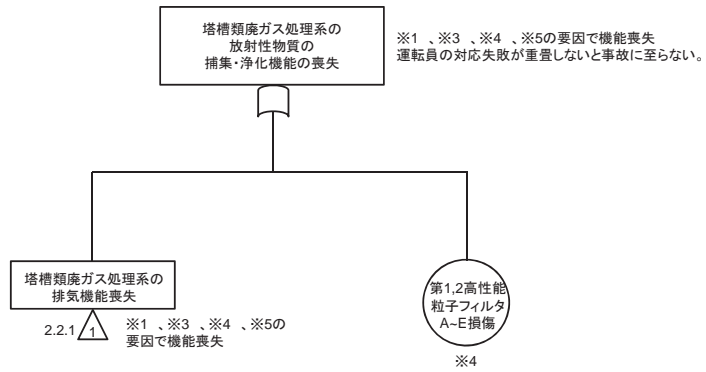 塔槽類廃ガス処理系の
放射性物質の
捕集・浄化機能の喪失
※1 、※3 、※4 、※5の要因で機能喪失
運転員の対応失敗が重畳しないと事故に至らない。
塔槽類廃ガス処理系の
排気機能喪失
2.2.1
1
※1 、※3 、※4 、※5の
要因で機能喪失
第1,2高性能
粒子フィルタ
A~E損傷
※4